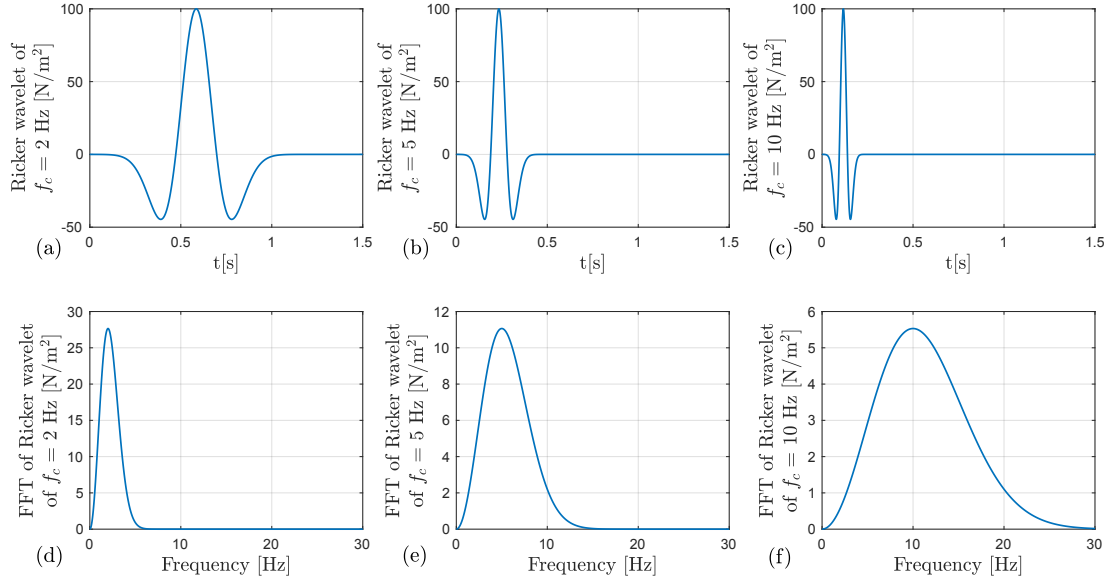 Ricker wavelet of
f_c = 2 Hz [N/m²]
100
50
0
-50
0
0.5
1
1.5
(a)
t[s]
Ricker wavelet of
f_c = 5 Hz [N/m²]
100
50
0
-50
0
0.5
1
1.5
(b)
t[s]
Ricker wavelet of
f_c = 10 Hz [N/m²]
100
50
0
-50
0
0.5
1
1.5
(c)
t[s]
FFT of Ricker wavelet
of f_c = 2 Hz [N/m²]
30
25
20
15
10
5
0
0
10
20
30
(d)
Frequency [Hz]
FFT of Ricker wavelet
of f_c = 5 Hz [N/m²]
12
10
8
6
4
2
0
0
10
20
30
(e)
Frequency [Hz]
FFT of Ricker wavelet
of f_c = 10 Hz [N/m²]
6
5
4
3
2
1
0
0
10
20
30
(f)
Frequency [Hz]